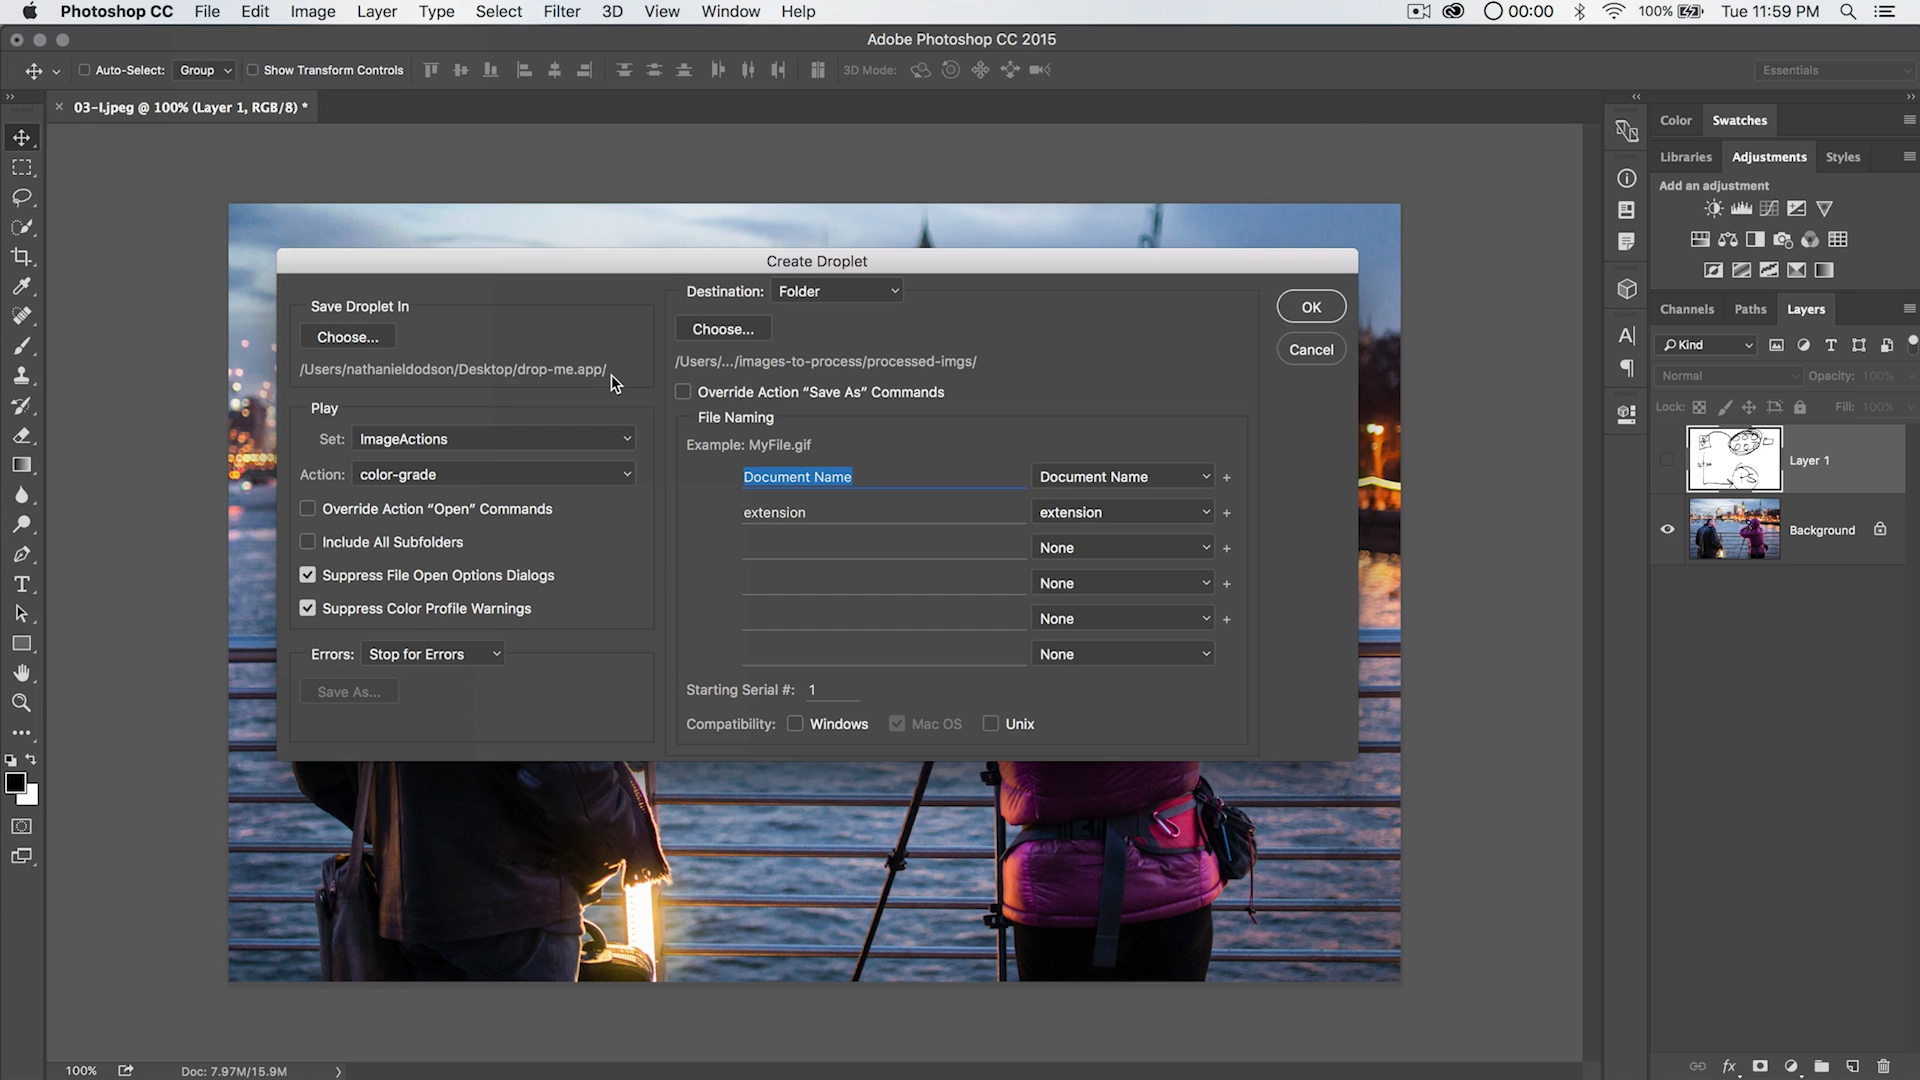 Photoshop CC File Edit Image Layer Type Select Filter 3D View Window Help 00:00 100% Tue 11:59 PM
Adobe Photoshop CC 2015
Auto-Select: Group Show Transform Controls 3D Mode: Essentials
03-l.jpeg @ 100% (Layer 1, RGB/8) *
Color Swatches
Libraries Adjustments Styles
Add an adjustment
Channels Paths Layers
Kind
Normal Opacity: 100%
Lock: Fill: 100%
Layer 1
Background
Create Droplet
Save Droplet In
Choose...
/Users/nathanieldodson/Desktop/drop-me.app/
Play
Set: ImageActions
Action: color-grade
Override Action “Open” Commands
Include All Subfolders
Suppress File Open Options Dialogs
Suppress Color Profile Warnings
Errors: Stop for Errors
Save As...
Destination: Folder
Choose...
/Users/.../images-to-process/processed-imgs/
Override Action “Save As” Commands
File Naming
Example: MyFile.gif
Document Name Document Name +
extension extension +
None +
None +
None +
None
Starting Serial #: 1
Compatibility: Windows Mac OS Unix
OK
Cancel
100% Doc: 7.97M/15.9M